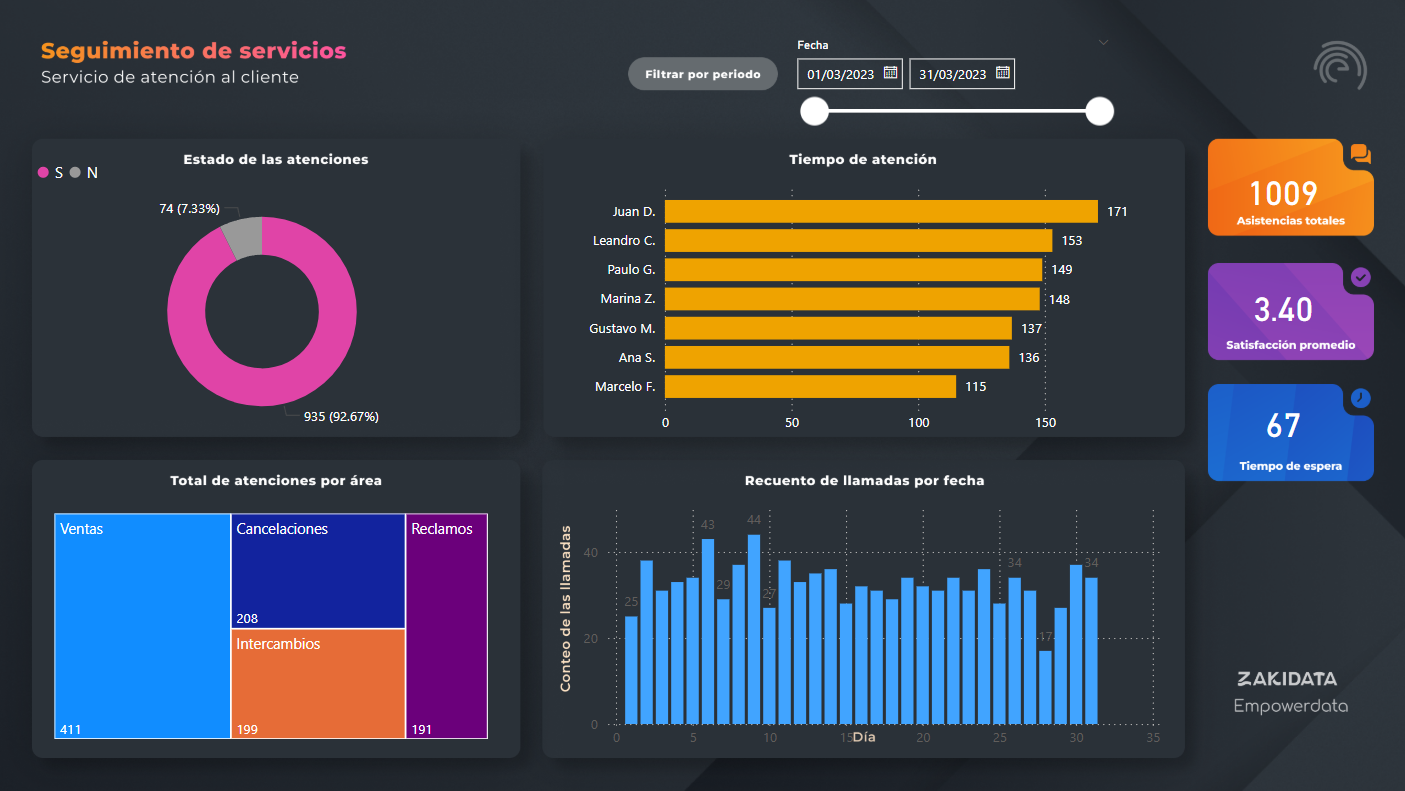 Seguimiento de servicios
Servicio de atención al cliente
Filtrar por periodo
Fecha
01/03/2023
31/03/2023
Estado de las atenciones
S N
74 (7.33%)
935 (92.67%)
Tiempo de atención
Juan D. 171
Leandro C. 153
Paulo G. 149
Marina Z. 148
Gustavo M. 137
Ana S. 136
Marcelo F. 115
0 50 100 150
1009
Asistencias totales
3.40
Satisfacción promedio
67
Tiempo de espera
Total de atenciones por área
Ventas
411
Cancelaciones
208
Intercambios
199
Reclamos
191
Recuento de llamadas por fecha
Conteo de las llamadas
40
20
0
25 43 29 44 27 34 17 34
0 5 10 15 20 25 30 35
Día
ZAKIDATA
Empowerdata